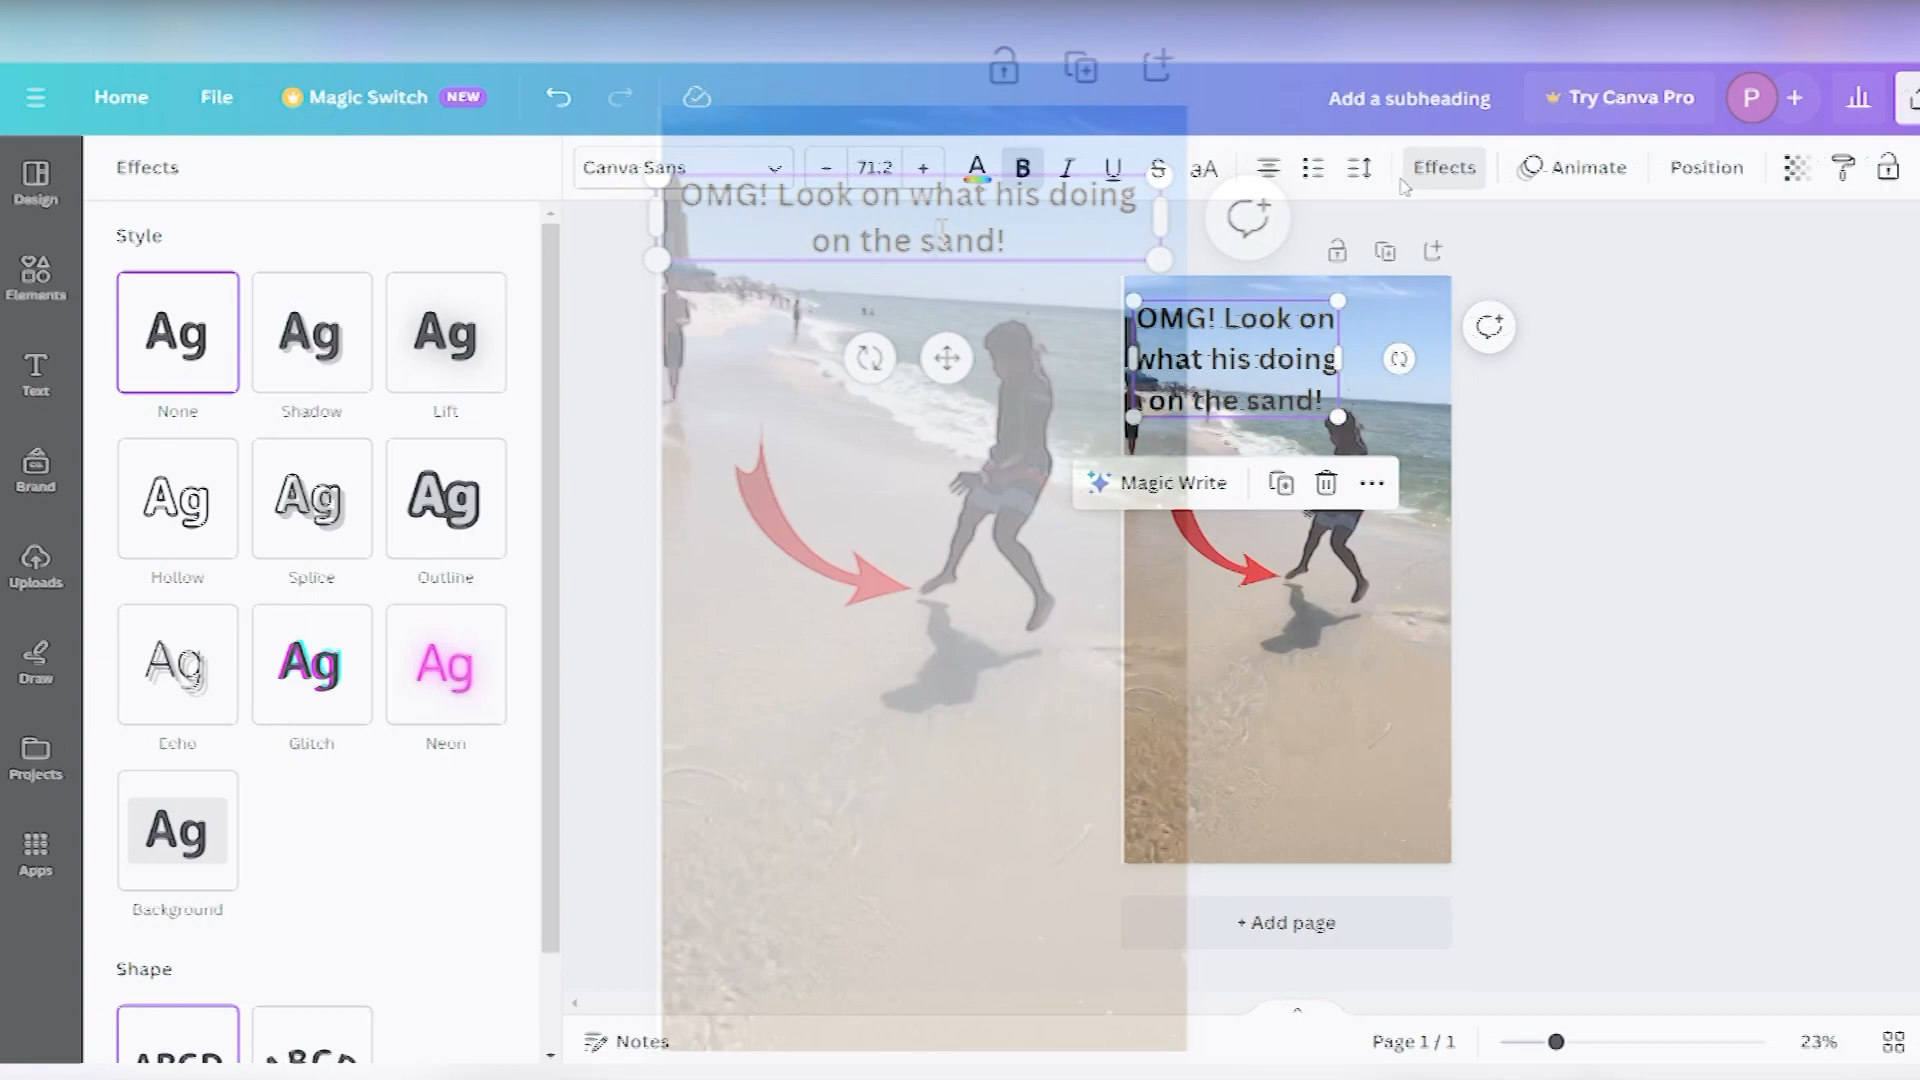 Home File Magic Switch NEW Add a subheading Try Canva Pro P
Effects Canva Sans 71.2 A B I U S aA Effects Animate Position
Design
Elements
Text
Brand
Uploads
Draw
Projects
Apps
Style
Ag Ag Ag
None Shadow Lift
Ag Ag Ag
Hollow Splice Outline
Ag Ag Ag
Echo Glitch Neon
Ag
Background
Shape
ABCD ABCD
OMG! Look on what his doing
on the sand!
OMG! Look on
what his doing
on the sand!
Magic Write
+ Add page
Notes Page 1 / 1 23%